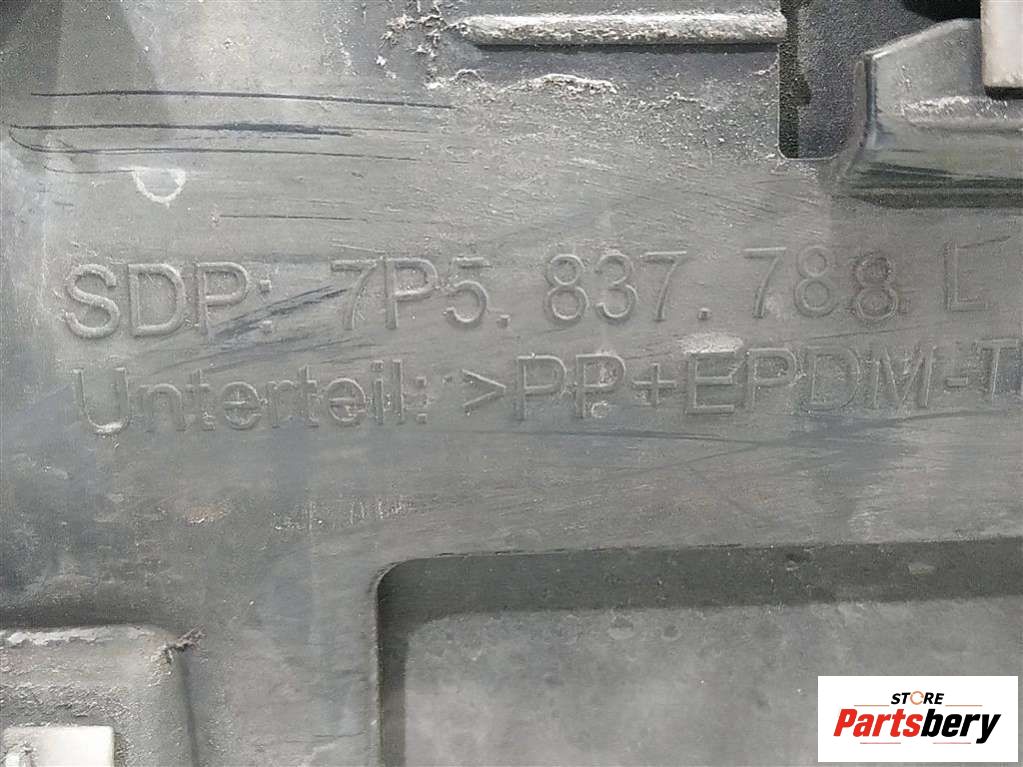 SDP: 7P5.837.788.L
Unterteil: >PP+EPDM-T
STORE
Partsbery